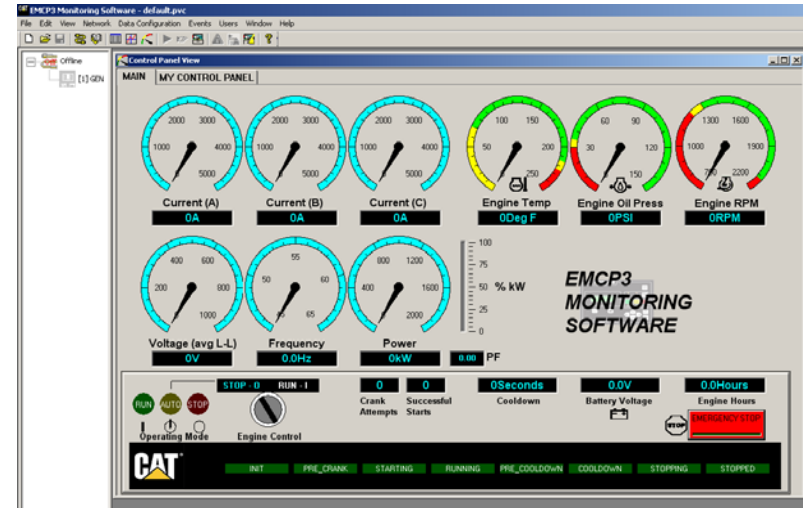 EMCP3 Monitoring Software - default.pvc
File Edit View Network Data Configuration Events Users Window Help
Offline
[1] GEN
Control Panel View
MAIN MY CONTROL PANEL
2000 3000
1000 4000
5000
Current (A)
0A
2000 3000
1000 4000
5000
Current (B)
0A
2000 3000
1000 4000
5000
Current (C)
0A
100 150
50 200
250
Engine Temp
0Deg F
60 90
30 120
150
Engine Oil Press
0PSI
1300 1600
1000 1900
2200
Engine RPM
0RPM
400 600
200 800
1000
Voltage (avg L-L)
0V
55
50 60
65
Frequency
0.0Hz
800 1200
400 1600
2000
Power
0kW
100
75
50 % kW
25
0
0.00 PF
EMCP3
MONITORING
SOFTWARE
STOP - O RUN - I
RUN AUTO STOP
Operating Mode
Engine Control
0
Crank
Attempts
0
Successful
Starts
0Seconds
Cooldown
0.0V
Battery Voltage
0.0Hours
Engine Hours
STOP
EMERGENCY STOP
CAT
INIT PRE_CRANK STARTING RUNNING PRE_COOLDOWN COOLDOWN STOPPING STOPPED